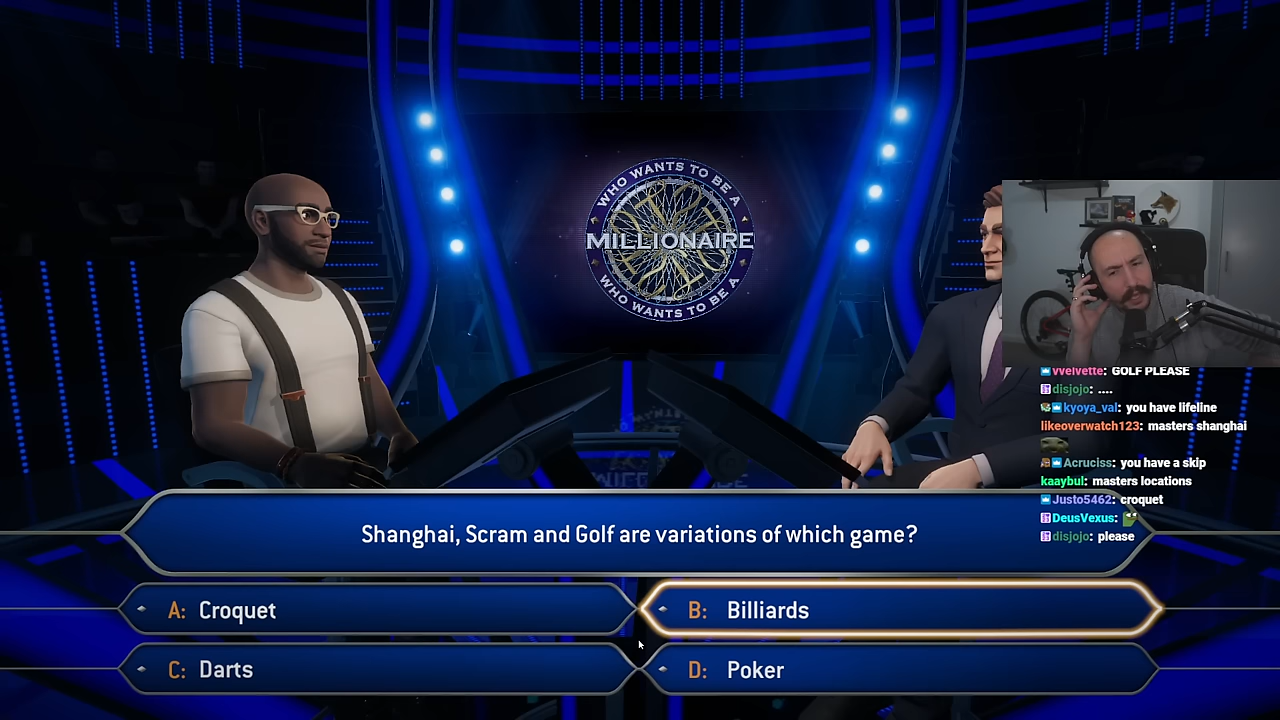 WHO WANTS TO BE A
MILLIONAIRE
WHO WANTS TO BE A
vvelvette: GOLF PLEASE
disjojo: ....
kyoya_val: you have lifeline
likeoverwatch123: masters shanghai
Acruciss: you have a skip
kaaybul: masters locations
Justo5462: croquet
DeusVexus:
disjojo: please
Shanghai, Scram and Golf are variations of which game?
A: Croquet
B: Billiards
C: Darts
D: Poker